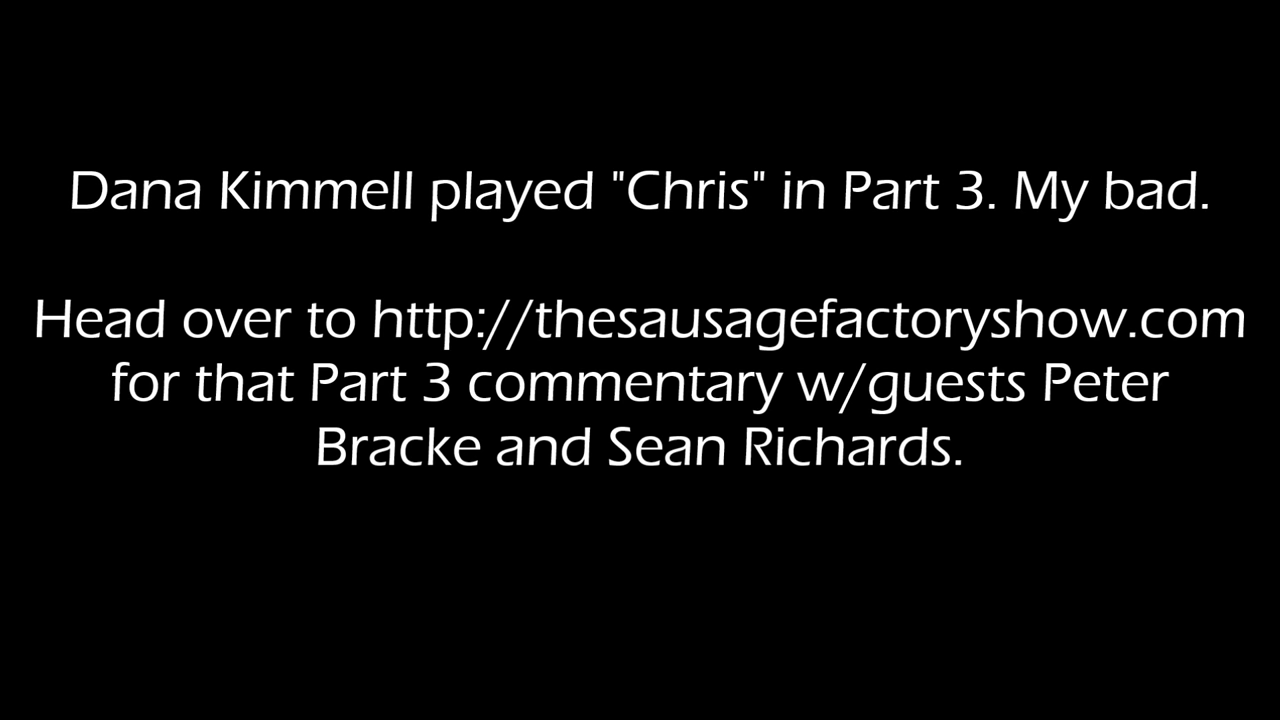 Dana Kimmell played "Chris" in Part 3. My bad.
Head over to http://thesausagefactoryshow.com
for that Part 3 commentary w/guests Peter
Bracke and Sean Richards.